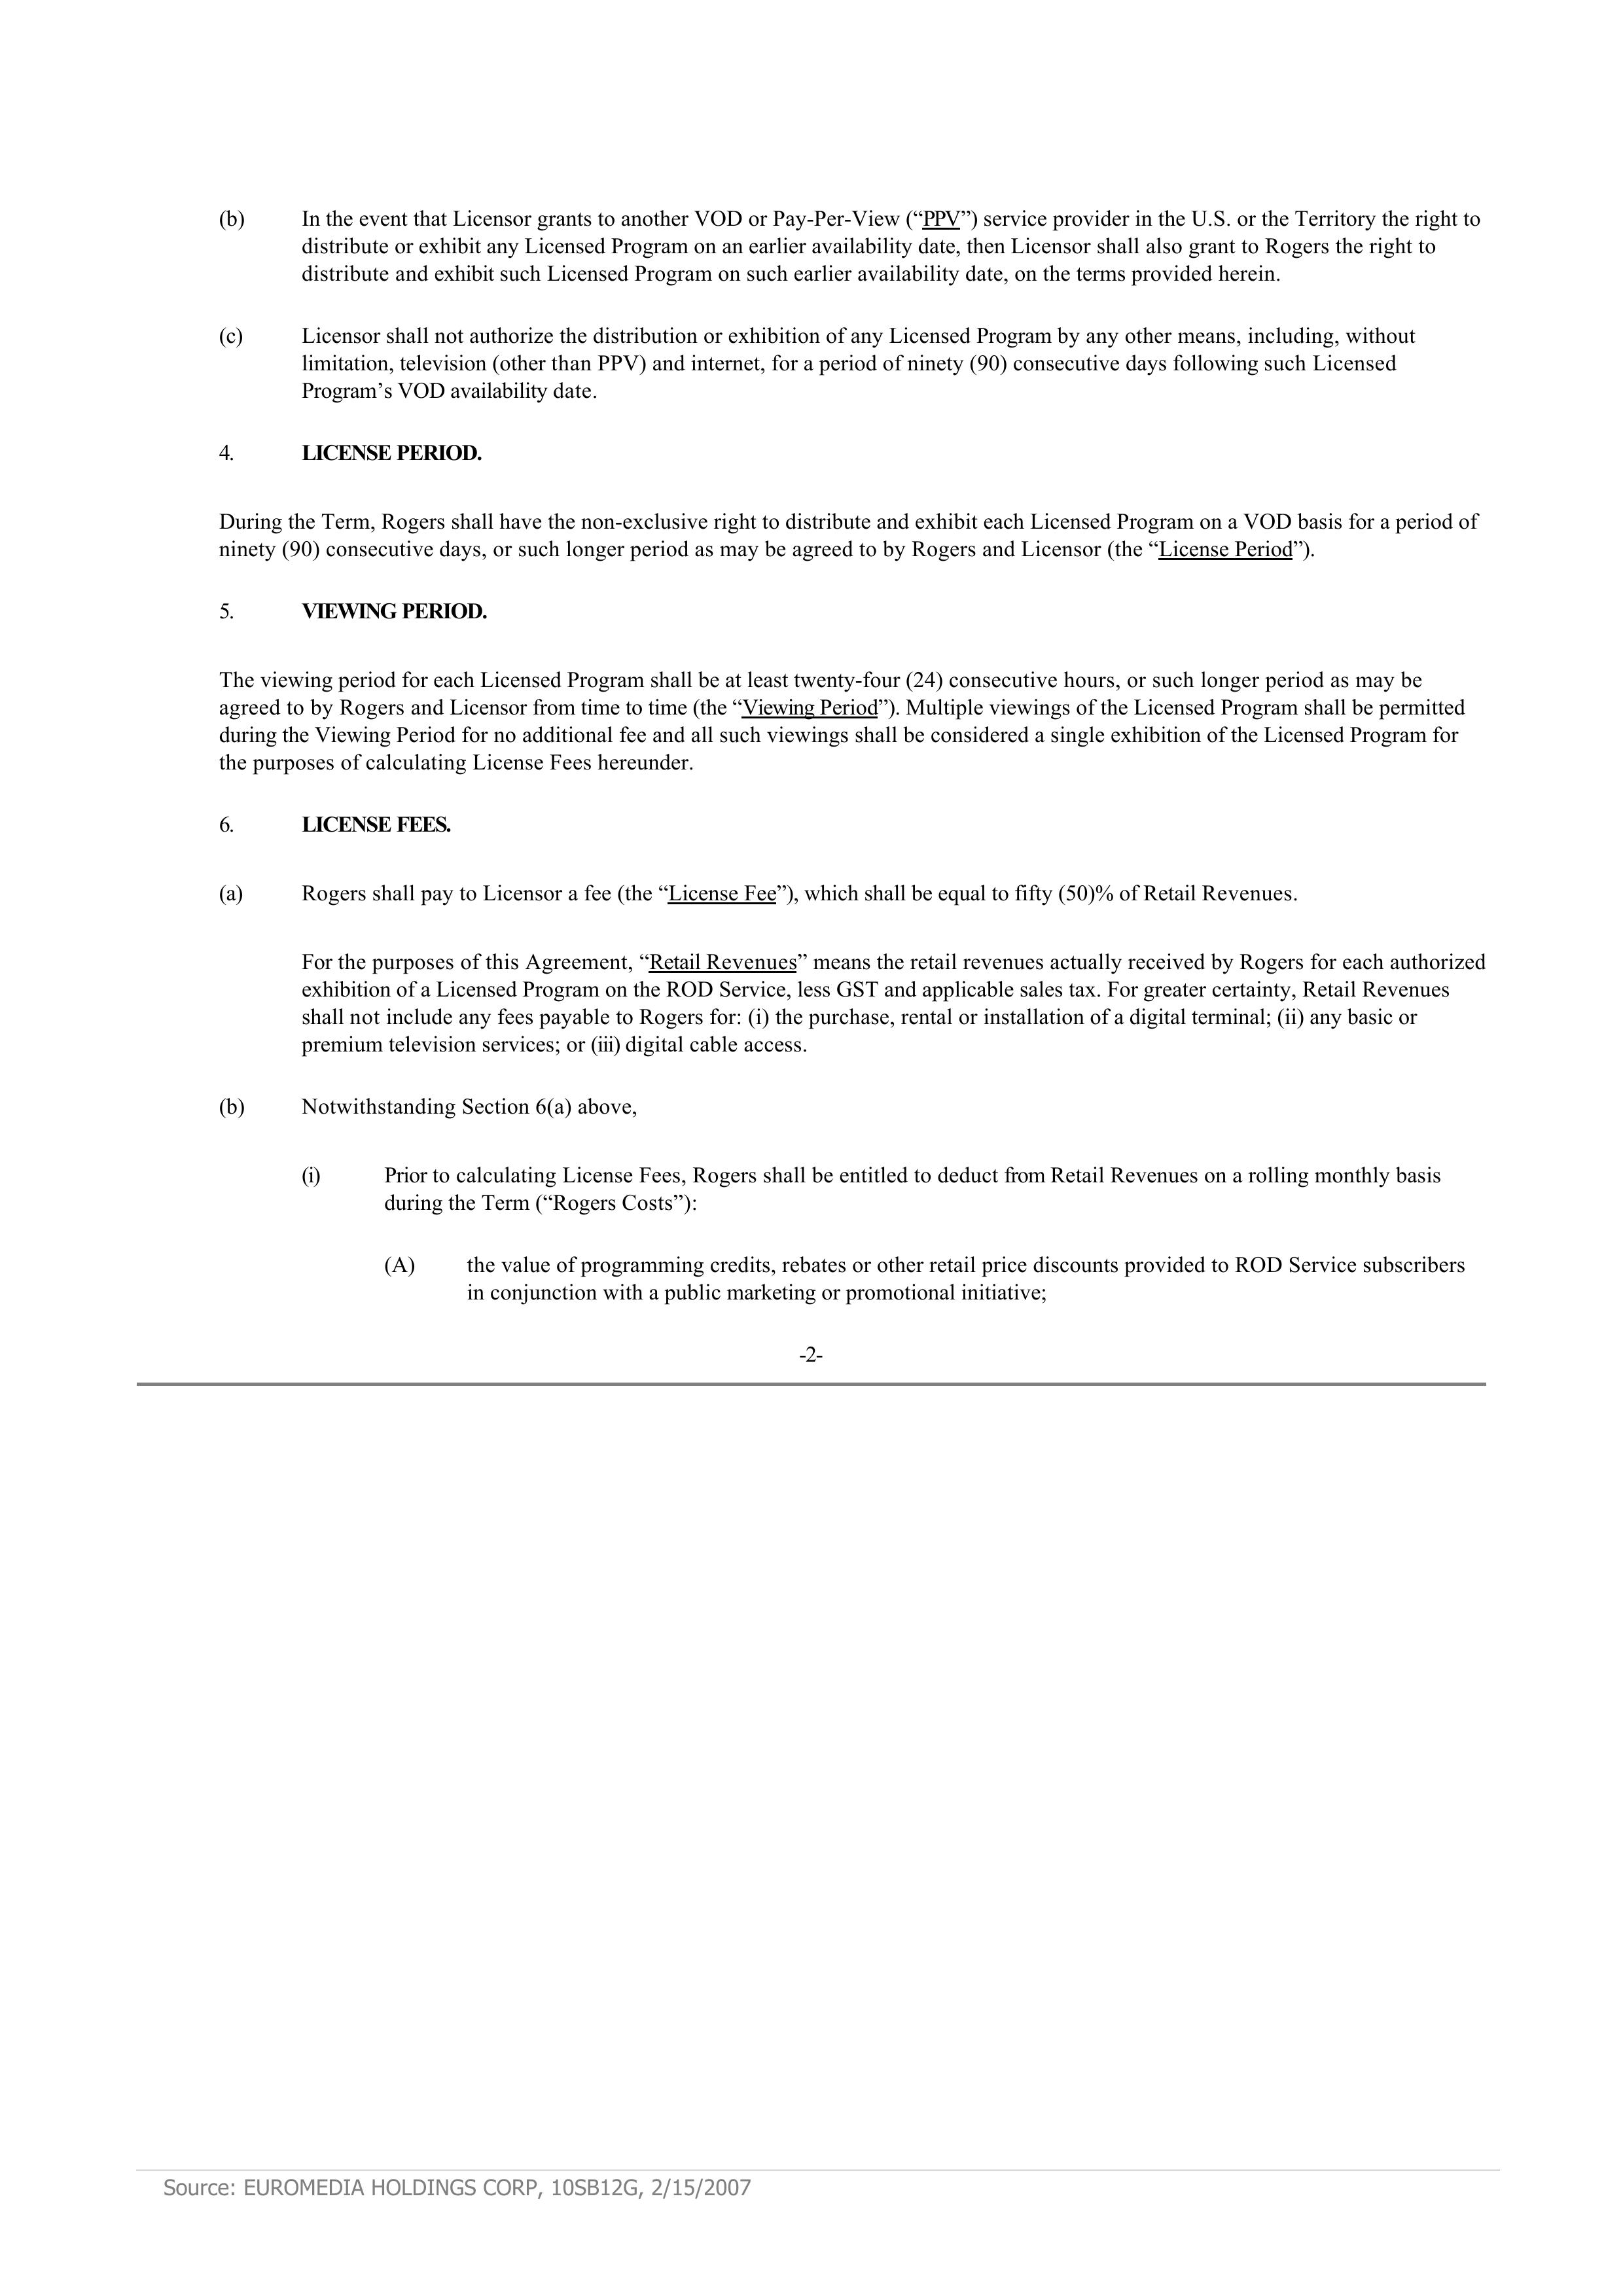 (b) In the event that Licensor grants to another VOD or Pay-Per-View (“PPV”) service provider in the U.S. or the Territory the right to
distribute or exhibit any Licensed Program on an earlier availability date, then Licensor shall also grant to Rogers the right to
distribute and exhibit such Licensed Program on such earlier availability date, on the terms provided herein.
(c) Licensor shall not authorize the distribution or exhibition of any Licensed Program by any other means, including, without
limitation, television (other than PPV) and internet, for a period of ninety (90) consecutive days following such Licensed
Program’s VOD availability date.
4. LICENSE PERIOD.
During the Term, Rogers shall have the non-exclusive right to distribute and exhibit each Licensed Program on a VOD basis for a period of
ninety (90) consecutive days, or such longer period as may be agreed to by Rogers and Licensor (the “License Period”).
5. VIEWING PERIOD.
The viewing period for each Licensed Program shall be at least twenty-four (24) consecutive hours, or such longer period as may be
agreed to by Rogers and Licensor from time to time (the “Viewing Period”). Multiple viewings of the Licensed Program shall be permitted
during the Viewing Period for no additional fee and all such viewings shall be considered a single exhibition of the Licensed Program for
the purposes of calculating License Fees hereunder.
6. LICENSE FEES.
(a) Rogers shall pay to Licensor a fee (the “License Fee”), which shall be equal to fifty (50)% of Retail Revenues.
For the purposes of this Agreement, “Retail Revenues” means the retail revenues actually received by Rogers for each authorized
exhibition of a Licensed Program on the ROD Service, less GST and applicable sales tax. For greater certainty, Retail Revenues
shall not include any fees payable to Rogers for: (i) the purchase, rental or installation of a digital terminal; (ii) any basic or
premium television services; or (iii) digital cable access.
(b) Notwithstanding Section 6(a) above,
(i) Prior to calculating License Fees, Rogers shall be entitled to deduct from Retail Revenues on a rolling monthly basis
during the Term (“Rogers Costs”):
(A) the value of programming credits, rebates or other retail price discounts provided to ROD Service subscribers
in conjunction with a public marketing or promotional initiative;
-2-
Source: EUROMEDIA HOLDINGS CORP, 10SB12G, 2/15/2007